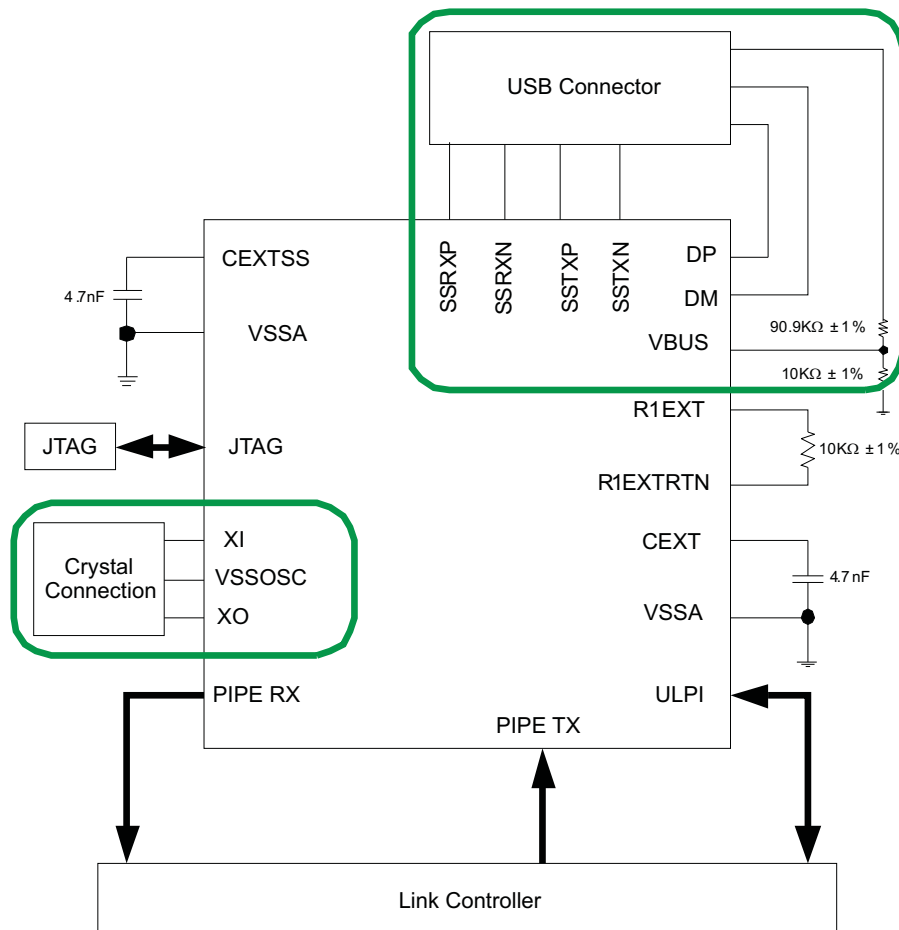 USB Connector
SSRXP
SSRXN
SSTXP
SSTXN
CEXTSS
4.7nF
VSSA
DP
DM
VBUS
90.9KΩ ±1%
10KΩ ±1%
JTAG
JTAG
R1EXT
R1EXTRTN
10KΩ ±1%
Crystal
Connection
XI
VSSOSC
XO
CEXT
4.7nF
VSSA
PIPE RX
ULPI
PIPE TX
Link Controller